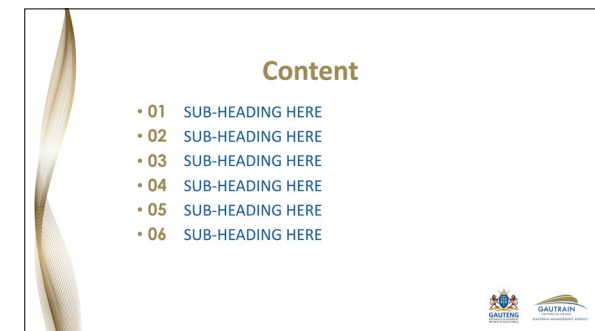 Content
• 01 SUB-HEADING HERE
• 02 SUB-HEADING HERE
• 03 SUB-HEADING HERE
• 04 SUB-HEADING HERE
• 05 SUB-HEADING HERE
• 06 SUB-HEADING HERE
GAUTENG
GAUTRAIN
GAUTRAIN MANAGEMENT AGENCY